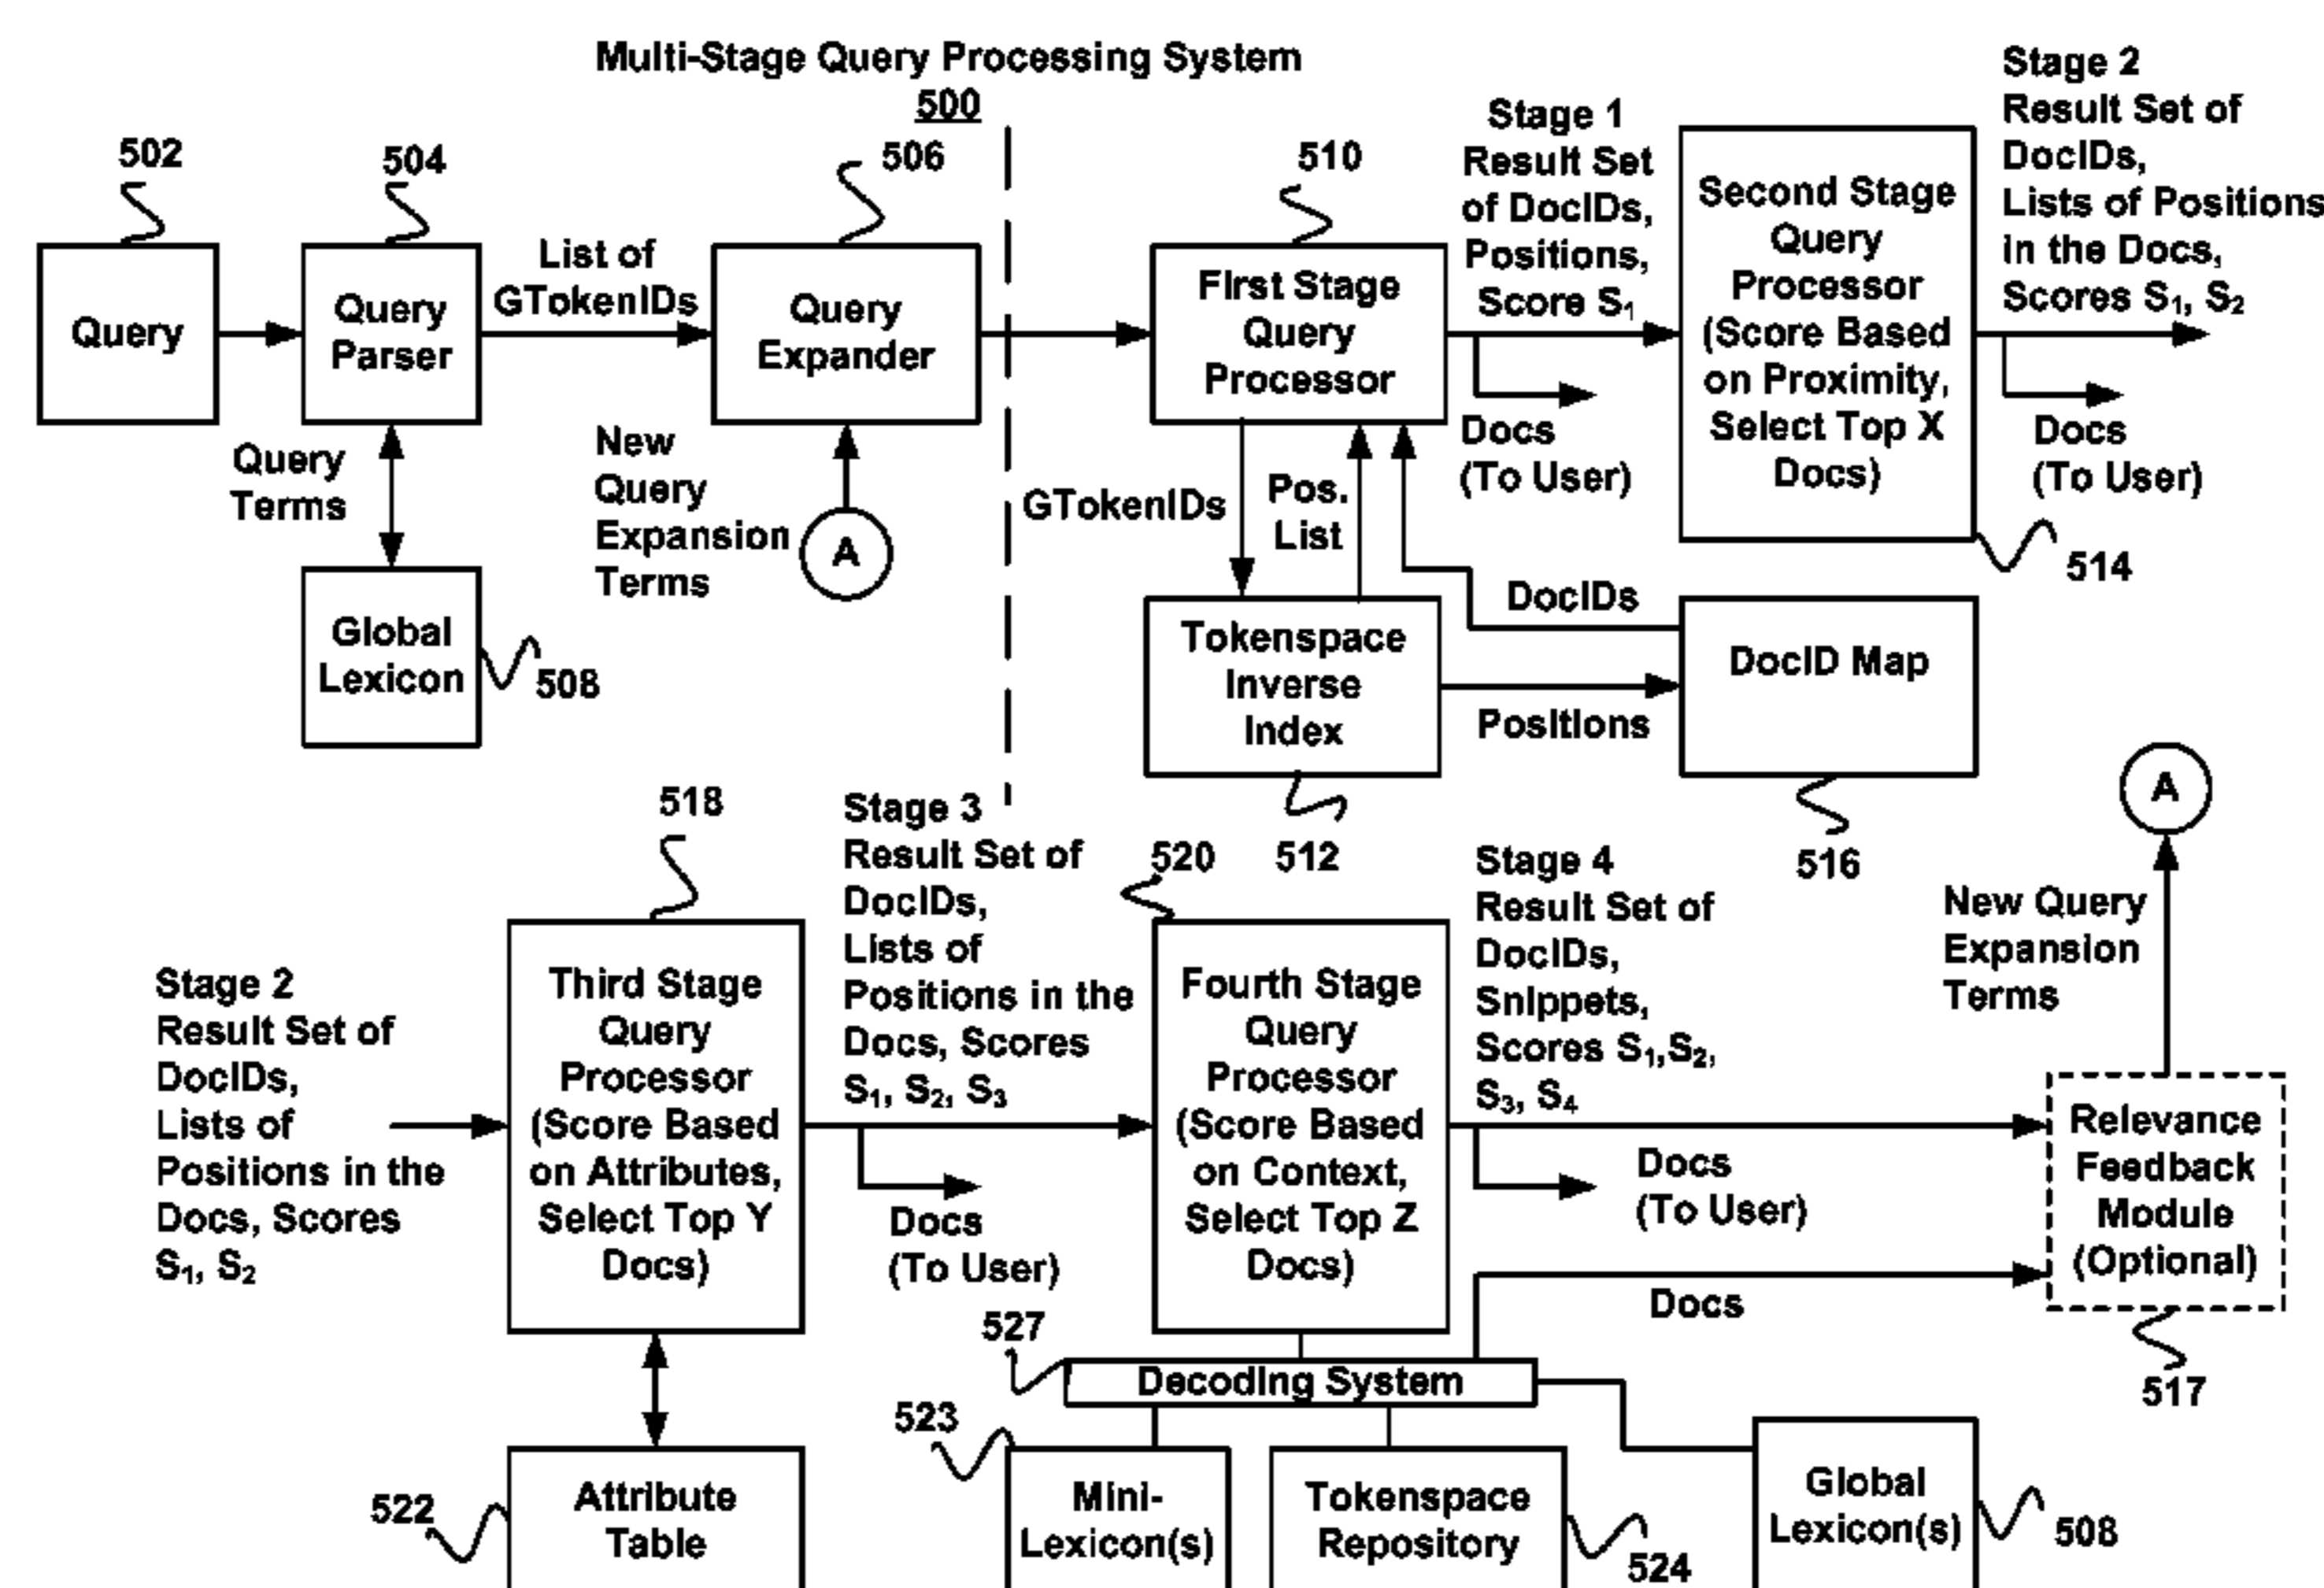 Multi-Stage Query Processing System
500
502
Query
504
Query
Parser
List of
GTokenIDs
506
Query
Expander
Query
Terms
Global
Lexicon
508
New
Query
Expansion
Terms
A
510
First Stage
Query
Processor
Stage 1
Result Set
of DocIDs,
Positions,
Score S₁
Docs
(To User)
Second Stage
Query
Processor
(Score Based
on Proximity,
Select Top X
Docs)
514
Stage 2
Result Set of
DocIDs,
Lists of Positions
in the Docs,
Scores S₁, S₂
Docs
(To User)
GTokenIDs
Pos.
List
DocIDs
Tokenspace
Inverse
Index
512
Positions
DocID Map
516
Stage 2
Result Set of
DocIDs,
Lists of
Positions in the
Docs, Scores
S₁, S₂
518
Third Stage
Query
Processor
(Score Based
on Attributes,
Select Top Y
Docs)
Stage 3
Result Set of
DocIDs,
Lists of
Positions in the
Docs, Scores
S₁, S₂, S₃
Docs
(To User)
520
Fourth Stage
Query
Processor
(Score Based
on Context,
Select Top Z
Docs)
Stage 4
Result Set of
DocIDs,
Snippets,
Scores S₁,S₂,
S₃, S₄
Docs
(To User)
Docs
A
New Query
Expansion
Terms
Relevance
Feedback
Module
(Optional)
517
527
Decoding System
522
Attribute
Table
523
Mini-
Lexicon(s)
Tokenspace
Repository
524
Global
Lexicon(s)
508